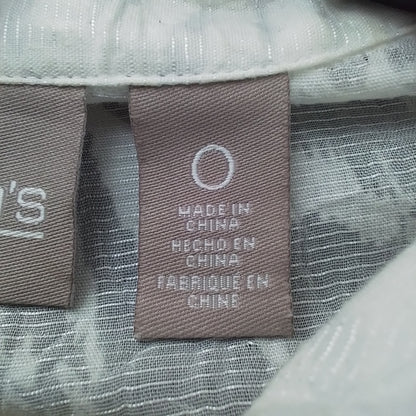 's
0
MADE IN
CHINA
HECHO EN
CHINA
FABRIQUE EN
CHINE